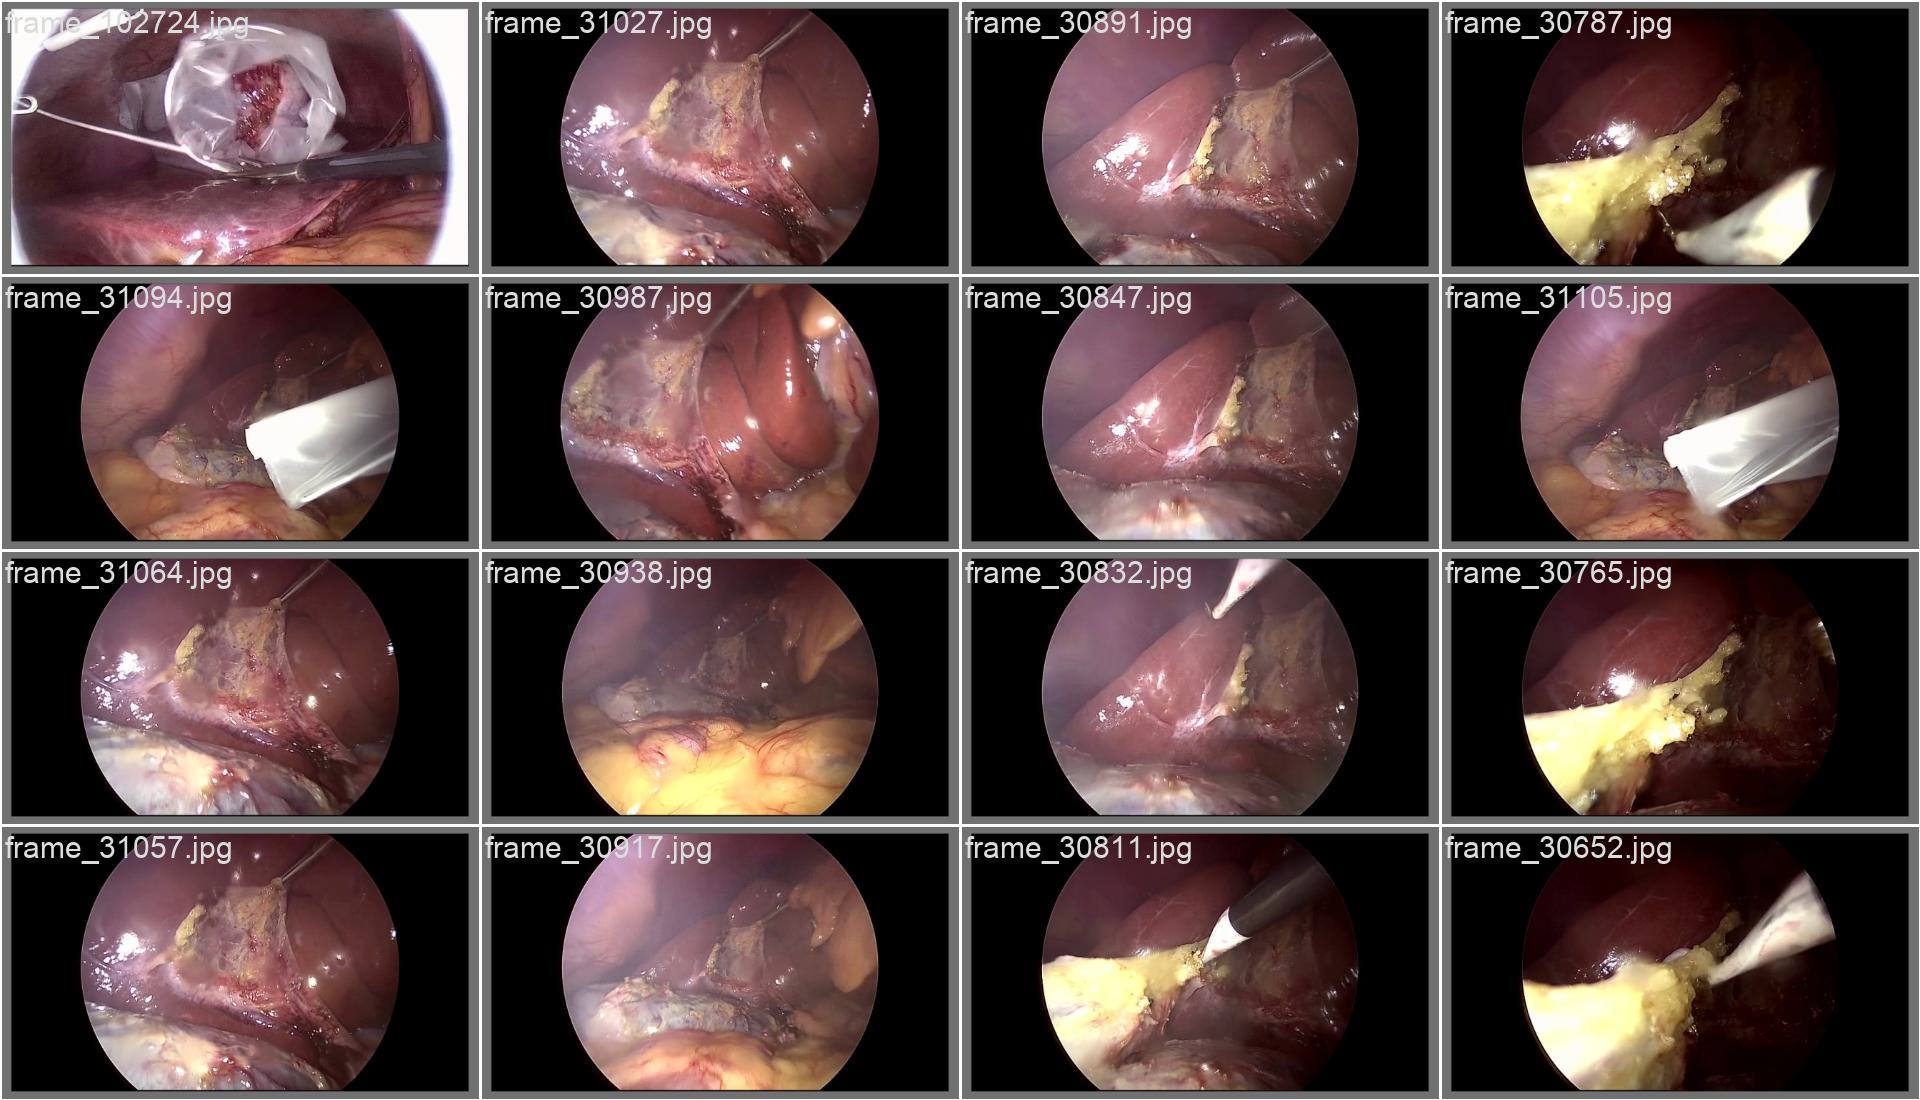 frame_102724.jpg
frame_31027.jpg
frame_30891.jpg
frame_30787.jpg
frame_31094.jpg
frame_30987.jpg
frame_30847.jpg
frame_31105.jpg
frame_31064.jpg
frame_30938.jpg
frame_30832.jpg
frame_30765.jpg
frame_31057.jpg
frame_30917.jpg
frame_30811.jpg
frame_30652.jpg